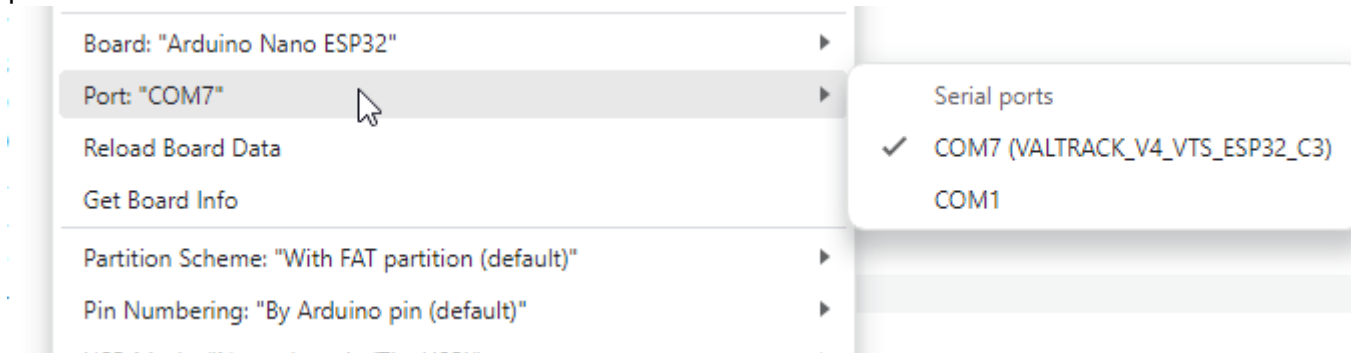 Board: "Arduino Nano ESP32"
Port: "COM7"
Reload Board Data
Get Board Info
Partition Scheme: "With FAT partition (default)"
Pin Numbering: "By Arduino pin (default)"
Serial ports
COM7 (VALTRACK_V4_VTS_ESP32_C3)
COM1